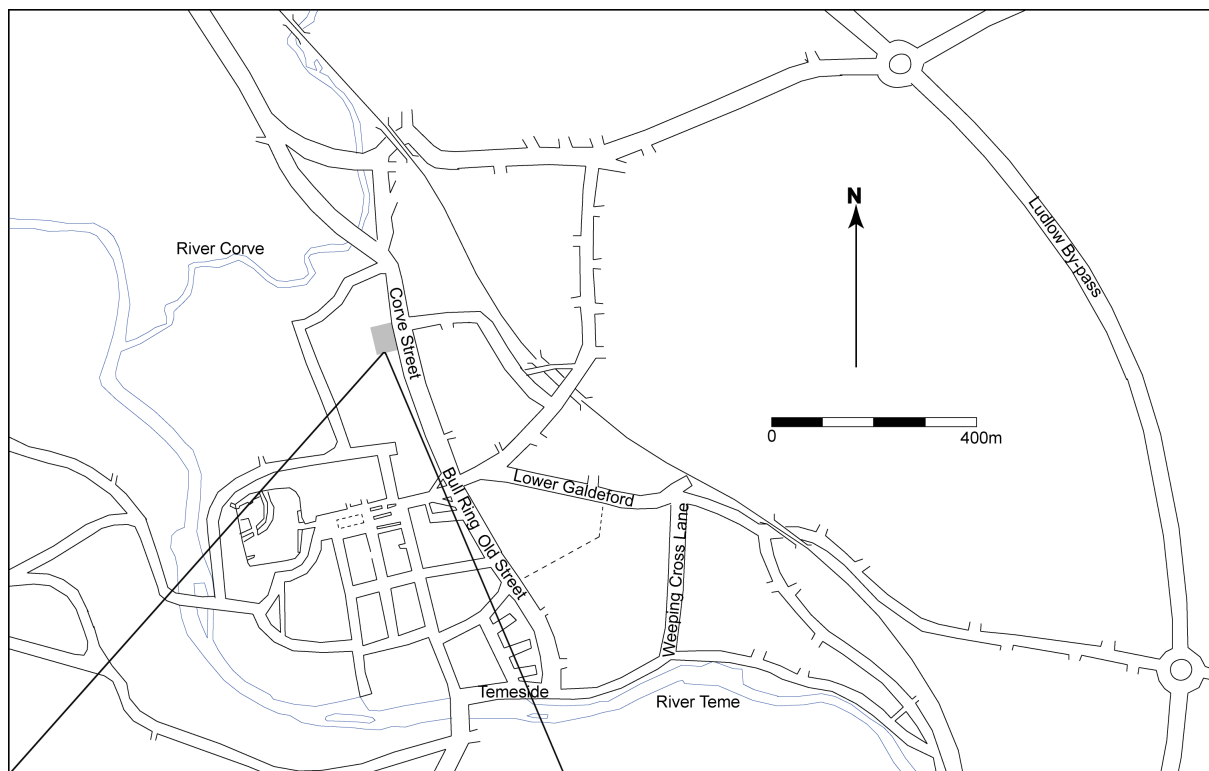 N
Ludlow By-pass
River Corve
Corve Street
0
400m
Bull Ring
Lower Galdeford
Old Street
Weeping Cross Lane
Temeside
River Teme